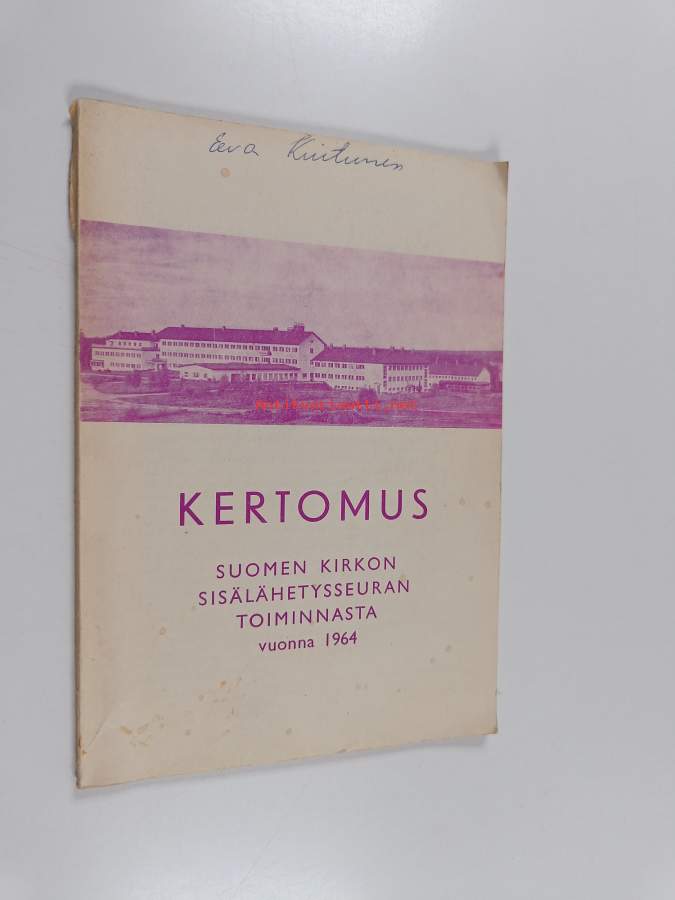 Eeva Kiitunen
KERTOMUS
SUOMEN KIRKON
SISÄLÄHETYSSEURAN
TOIMINNASTA
vuonna 1964